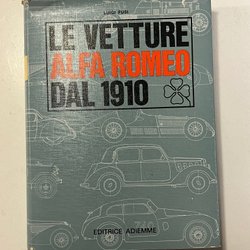 LUIGI FUSI
LE VETTURE
ALFA ROMEO
DAL 1910
EDITRICE ADIEMME